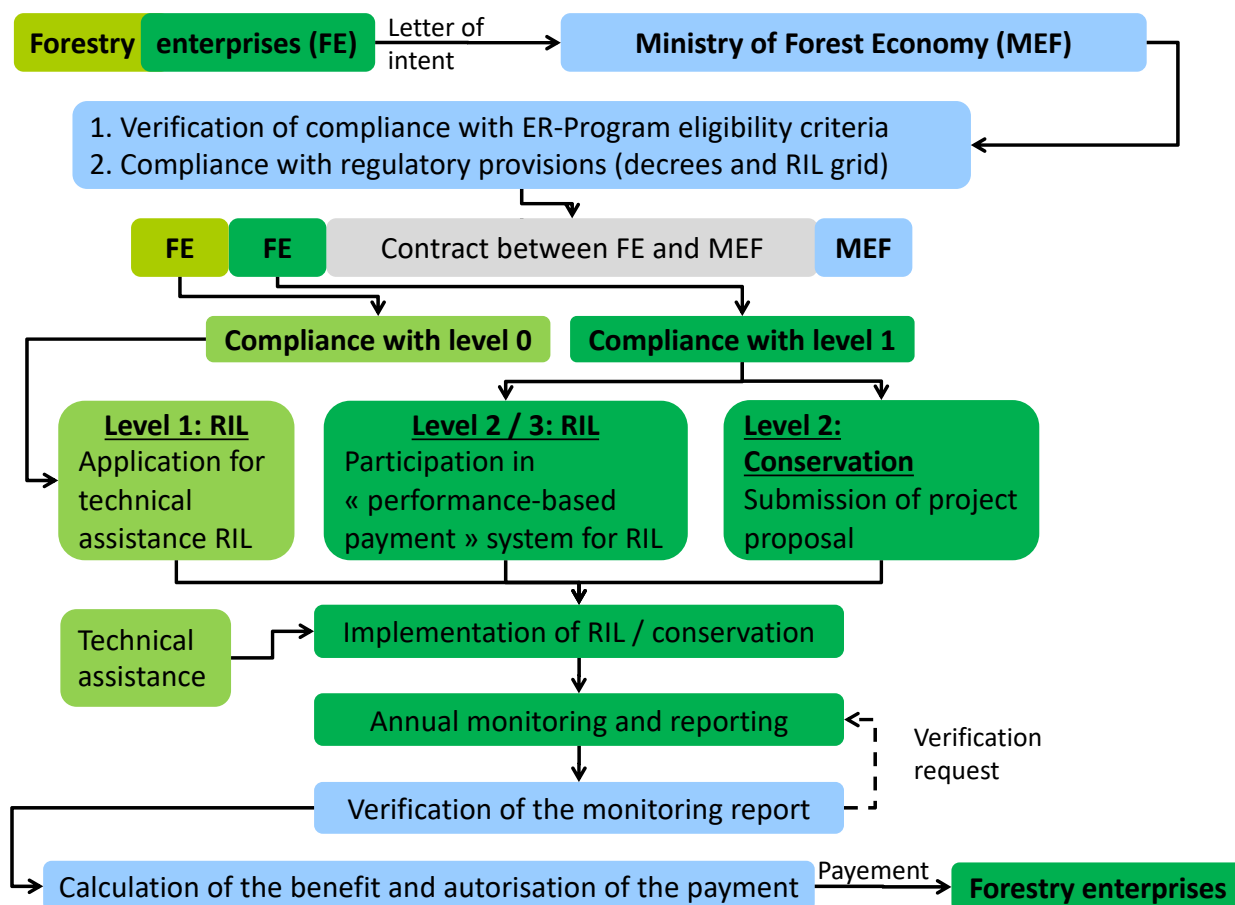 Forestry enterprises (FE)
Letter of
intent
Ministry of Forest Economy (MEF)
1. Verification of compliance with ER-Program eligibility criteria
2. Compliance with regulatory provisions (decrees and RIL grid)
FE
FE
Contract between FE and MEF
MEF
Compliance with level 0
Compliance with level 1
Level 1: RIL
Application for
technical
assistance RIL
Level 2 / 3: RIL
Participation in
« performance-based
payment » system for RIL
Level 2:
Conservation
Submission of project
proposal
Technical
assistance
Implementation of RIL / conservation
Annual monitoring and reporting
Verification
request
Verification of the monitoring report
Calculation of the benefit and autorisation of the payment
Payement
Forestry enterprises